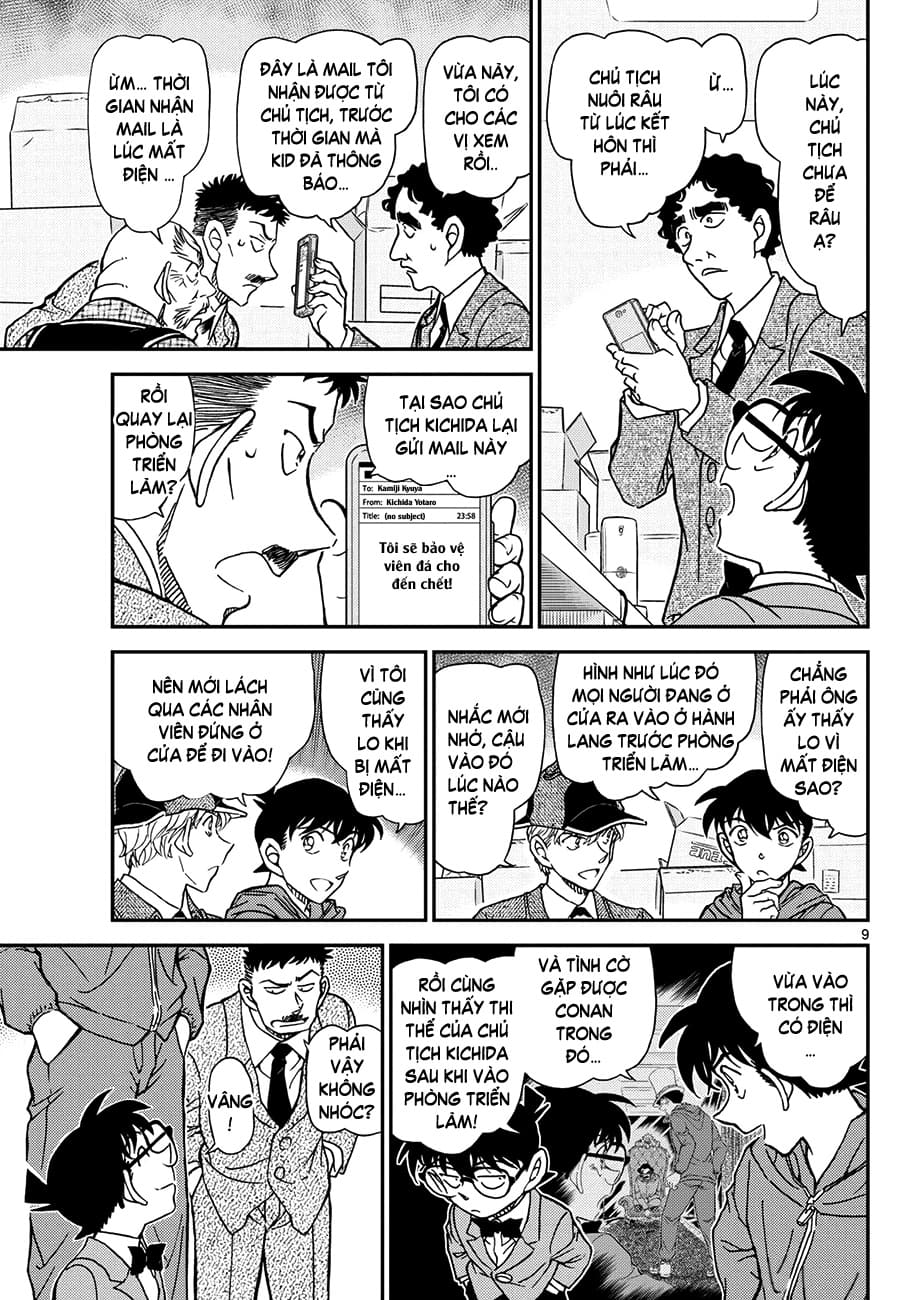 LÚC
NÀY,
CHỦ
TỊCH
CHƯA
ĐỂ
RÂU
Ạ?
Ừ...
CHỦ TỊCH
NUÔI RÂU
TỪ LÚC KẾT
HÔN THÌ
PHẢI...
VỪA NÀY,
TÔI CÓ
CHO CÁC
VỊ XEM
RỒI...
ĐÂY LÀ MAIL TÔI
NHẬN ĐƯỢC TỪ
CHỦ TỊCH, TRƯỚC
THỜI GIAN MÀ
KID ĐÃ THÔNG
BÁO...
ỪM... THỜI
GIAN NHẬN
MAIL LÀ
LÚC MẤT
ĐIỆN ...
TẠI SAO CHỦ
TỊCH KICHIDA LẠI
GỬI MAIL NÀY
...
To: Kamiji Kyuya
From: Kichida Yotaro
Title: (no subject) 23:58
Tôi sẽ bảo vệ
viên đá cho
đến chết!
RỒI
QUAY LẠI
PHÒNG
TRIỂN
LÃM?
CHẲNG
PHẢI ÔNG
ẤY THẤY
LO VÌ
MẤT ĐIỆN
SAO?
HÌNH NHƯ LÚC ĐÓ
MỌI NGƯỜI ĐANG Ở
CỬA RA VÀO Ở HÀNH
LANG TRƯỚC PHÒNG
TRIỂN LÃM...
NHẮC MỚI
NHỚ, CẬU
VÀO ĐÓ
LÚC NÀO
THẾ?
ana
VÌ TÔI
CŨNG
THẤY
LO KHI
BỊ MẤT
ĐIỆN...
NÊN MỚI LÁCH
QUA CÁC NHÂN
VIÊN ĐỨNG Ở
CỬA ĐỂ ĐI VÀO!
9
VỪA VÀO
TRONG THÌ
CÓ ĐIỆN
...
VÀ TÌNH CỜ
GẶP ĐƯỢC
CONAN
TRONG
ĐÓ...
RỒI CÙNG
NHÌN THẤY THI
THỂ CỦA CHỦ
TỊCH KICHIDA
SAU KHI VÀO
PHÒNG TRIỂN
LÃM!
PHẢI
VẬY
KHÔNG
NHÓC?
VÂNG
!